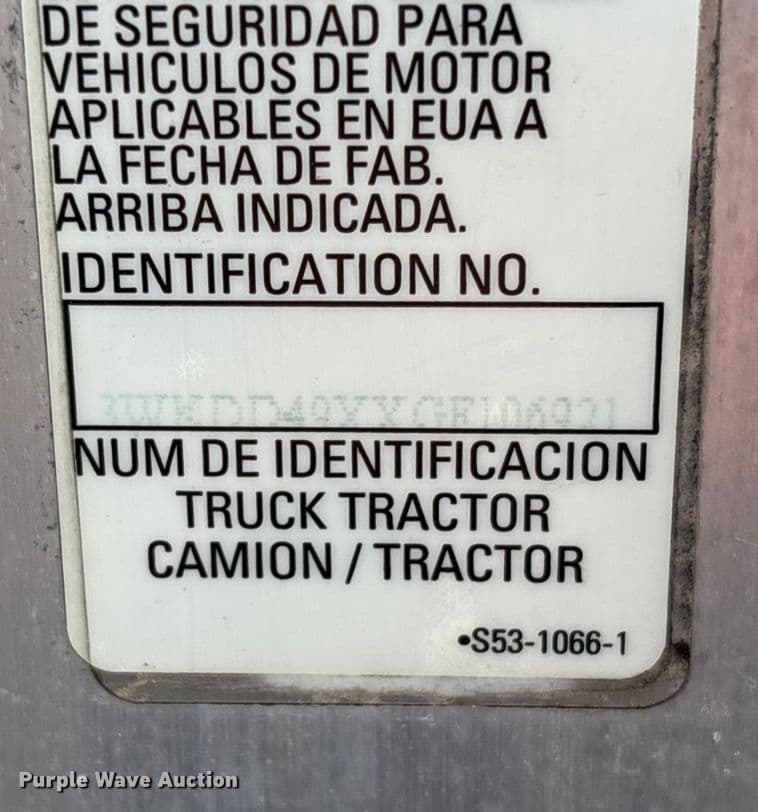 DE SEGURIDAD PARA
VEHICULOS DE MOTOR
APLICABLES EN EUA A
LA FECHA DE FAB.
ARRIBA INDICADA.
IDENTIFICATION NO.
NUM DE IDENTIFICACION
TRUCK TRACTOR
CAMION / TRACTOR
•S53-1066-1
Purple Wave Auction